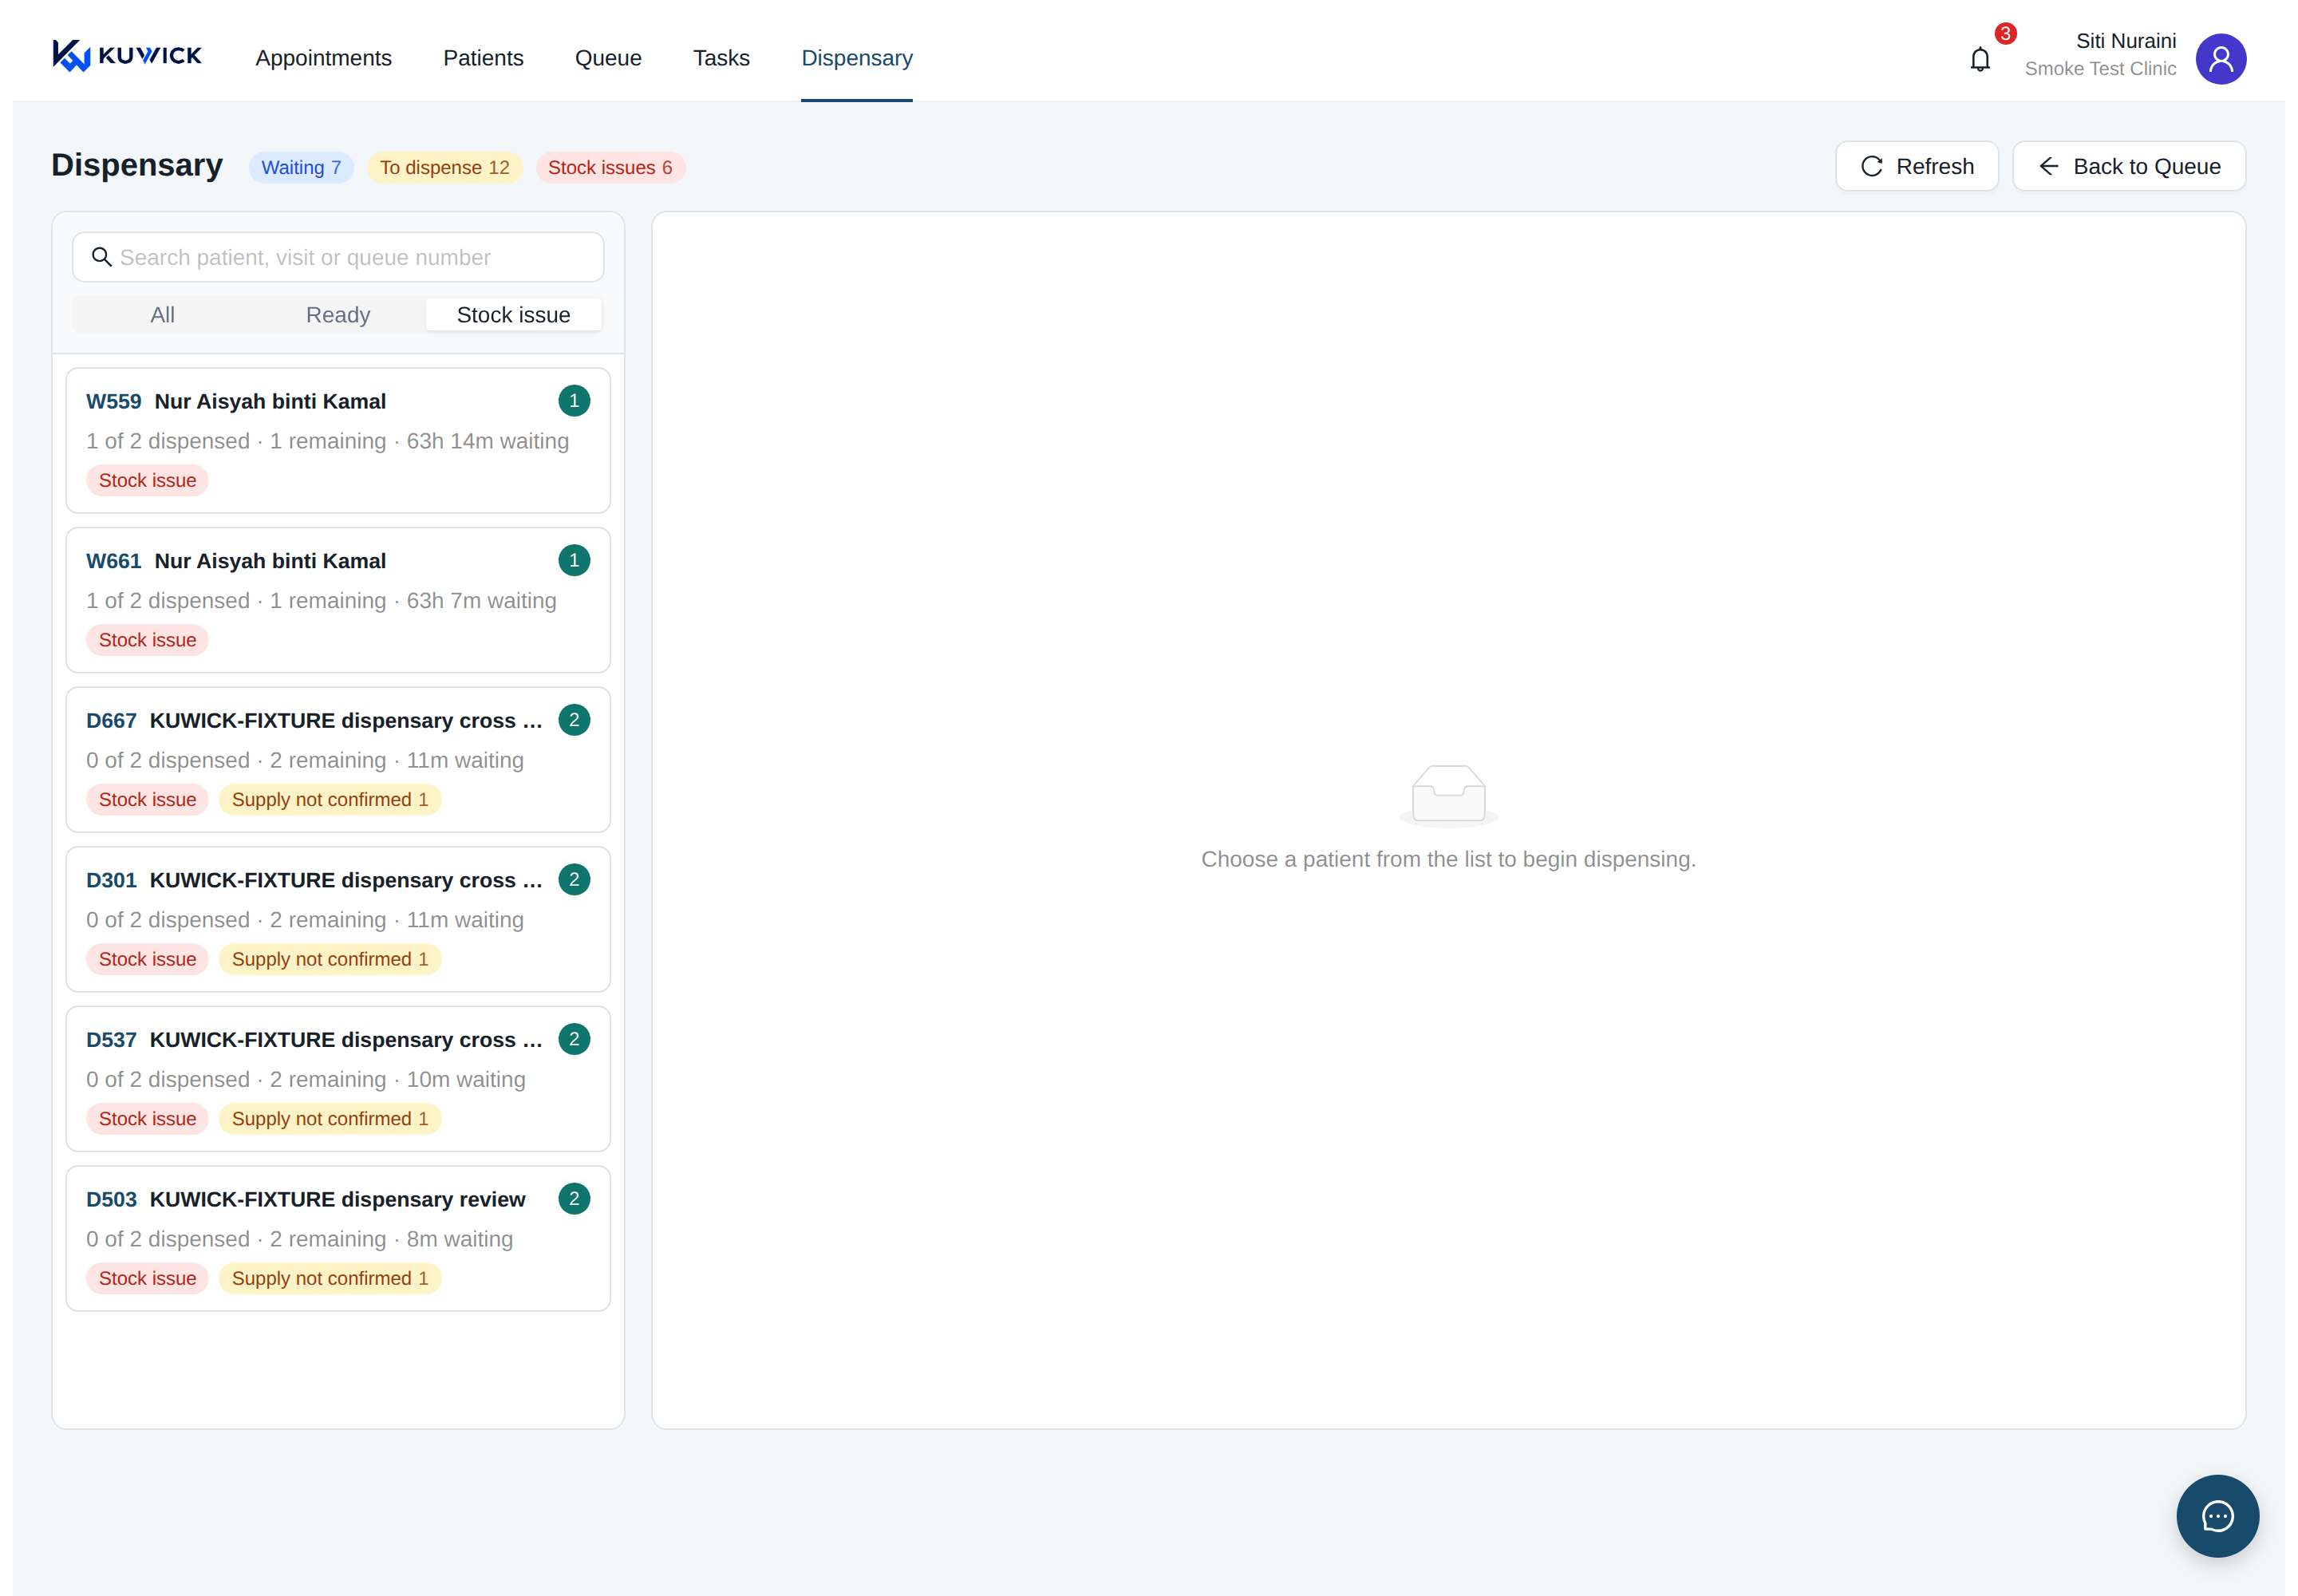 KUWICK Appointments Patients Queue Tasks Dispensary 3 Siti Nuraini
Smoke Test Clinic
Dispensary Waiting 7 To dispense 12 Stock issues 6 Refresh Back to Queue
Search patient, visit or queue number
All Ready Stock issue
W559 Nur Aisyah binti Kamal 1
1 of 2 dispensed · 1 remaining · 63h 14m waiting
Stock issue
W661 Nur Aisyah binti Kamal 1
1 of 2 dispensed · 1 remaining · 63h 7m waiting
Stock issue
D667 KUWICK-FIXTURE dispensary cross ... 2
0 of 2 dispensed · 2 remaining · 11m waiting
Stock issue Supply not confirmed 1
D301 KUWICK-FIXTURE dispensary cross ... 2
0 of 2 dispensed · 2 remaining · 11m waiting
Stock issue Supply not confirmed 1
D537 KUWICK-FIXTURE dispensary cross ... 2
0 of 2 dispensed · 2 remaining · 10m waiting
Stock issue Supply not confirmed 1
D503 KUWICK-FIXTURE dispensary review 2
0 of 2 dispensed · 2 remaining · 8m waiting
Stock issue Supply not confirmed 1
Choose a patient from the list to begin dispensing.